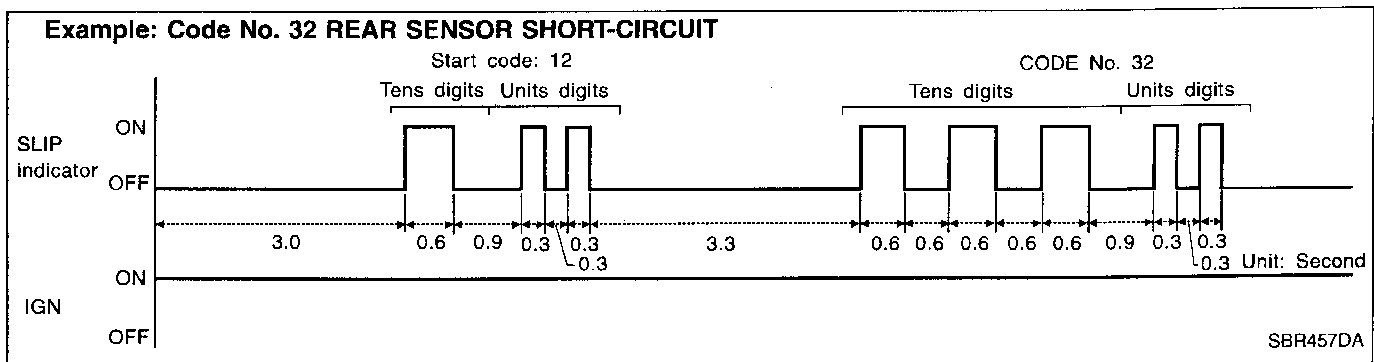 Example: Code No. 32 REAR SENSOR SHORT-CIRCUIT
Start code: 12
CODE No. 32
Tens digits Units digits
Tens digits
Units digits
SLIP
indicator
ON
OFF
3.0 0.6 0.9 0.3 0.3 3.3 0.6 0.6 0.6 0.6 0.6 0.9 0.3 0.3
0.3
0.3 Unit: Second
IGN
ON
OFF
SBR457DA